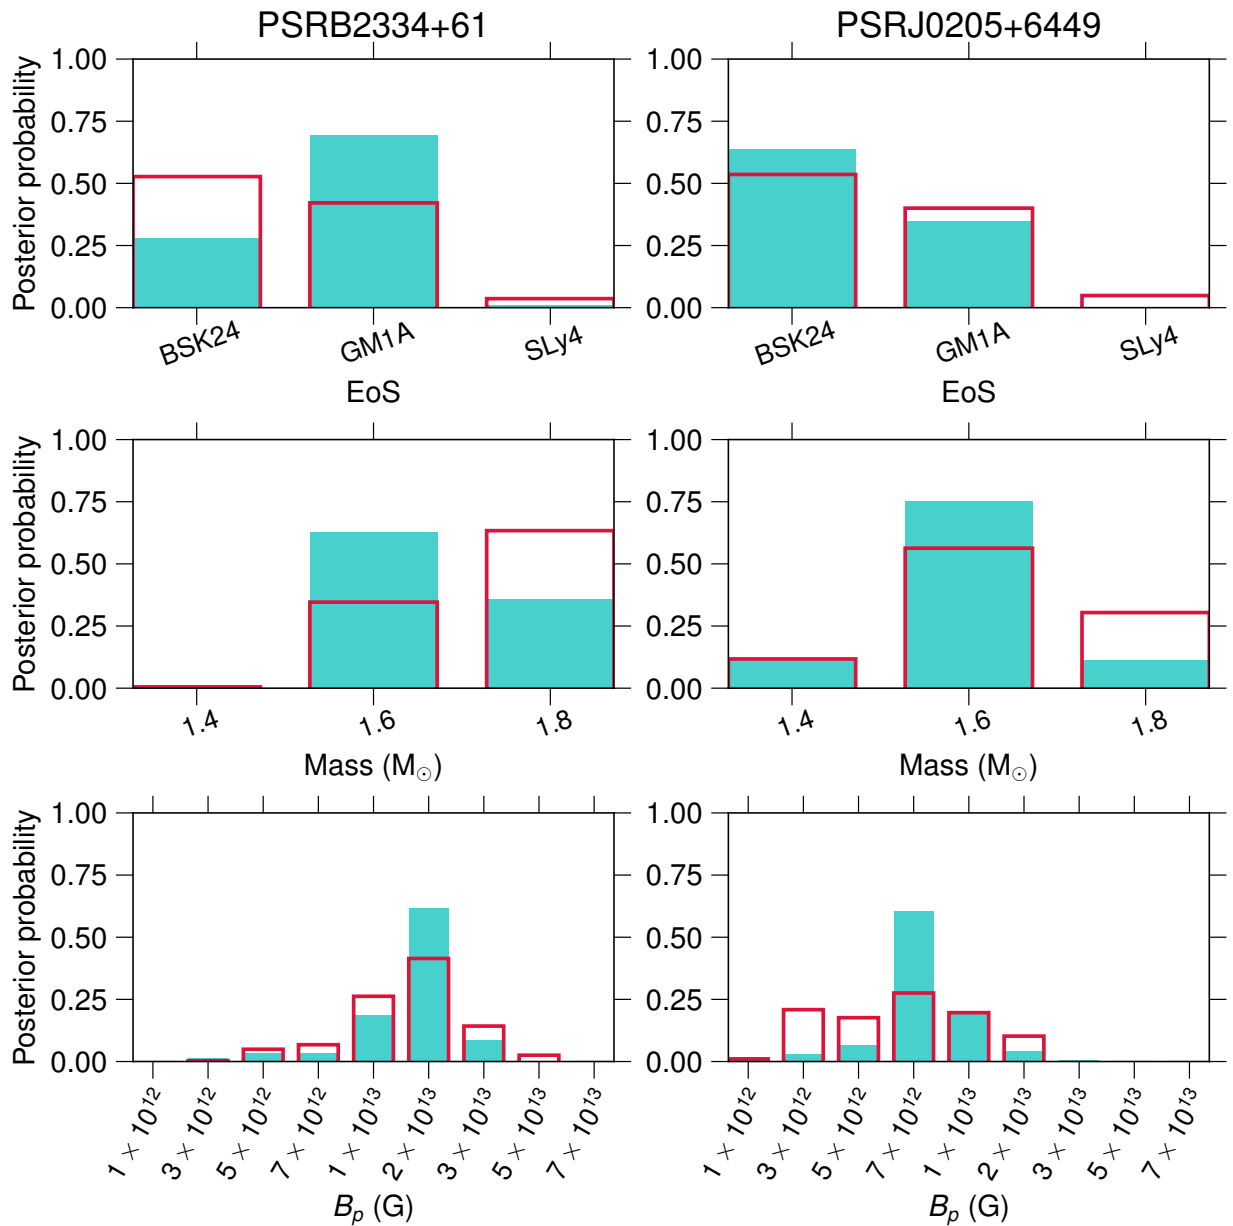 PSRB2334+61
PSRJ0205+6449
Posterior probability
1.00
0.75
0.50
0.25
0.00
BSK24
GM1A
SLy4
EoS
1.00
0.75
0.50
0.25
0.00
BSK24
GM1A
SLy4
EoS
Posterior probability
1.00
0.75
0.50
0.25
0.00
1.4
1.6
1.8
Mass (M☉)
1.00
0.75
0.50
0.25
0.00
1.4
1.6
1.8
Mass (M☉)
Posterior probability
1.00
0.75
0.50
0.25
0.00
1 × 10¹²
3 × 10¹²
5 × 10¹²
7 × 10¹²
1 × 10¹³
2 × 10¹³
3 × 10¹³
5 × 10¹³
7 × 10¹³
Bₚ (G)
1.00
0.75
0.50
0.25
0.00
1 × 10¹²
3 × 10¹²
5 × 10¹²
7 × 10¹²
1 × 10¹³
2 × 10¹³
3 × 10¹³
5 × 10¹³
7 × 10¹³
Bₚ (G)